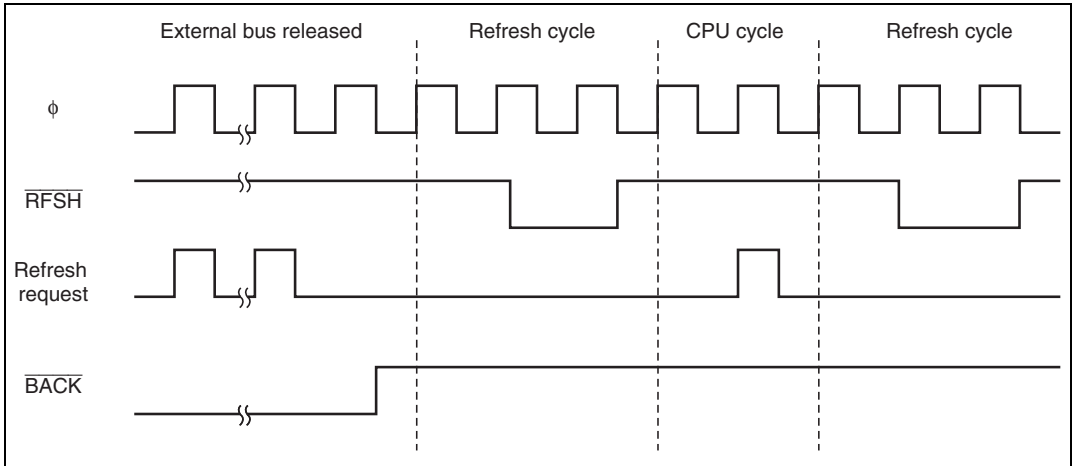 External bus released Refresh cycle CPU cycle Refresh cycle
ϕ
RFSH
Refresh
request
BACK